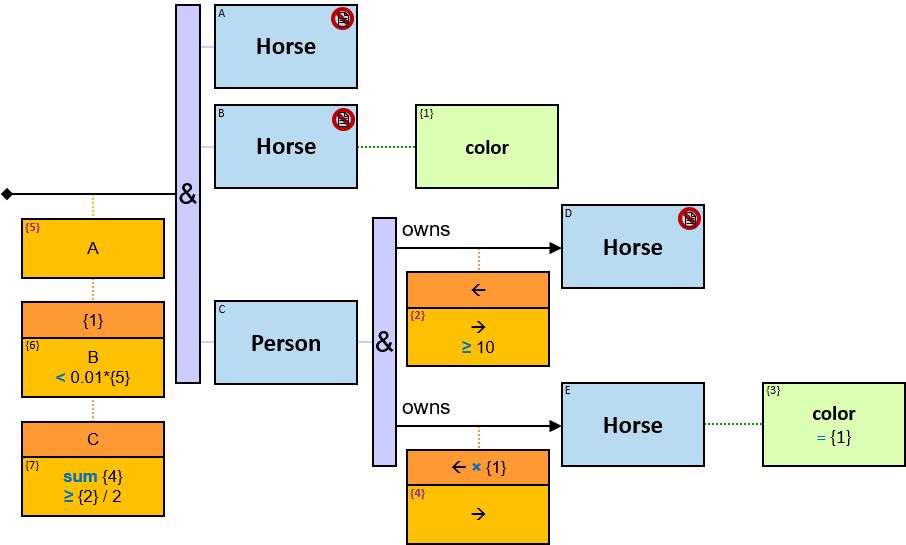 A
Horse
B
Horse
{1}
color
&
{5}
A
{1}
{6}
B
< 0.01*{5}
C
{7}
sum {4}
≥ {2} / 2
C
Person
&
owns
D
Horse
←
{2}
→
≥ 10
owns
E
Horse
{3}
color
= {1}
← × {1}
{4}
→